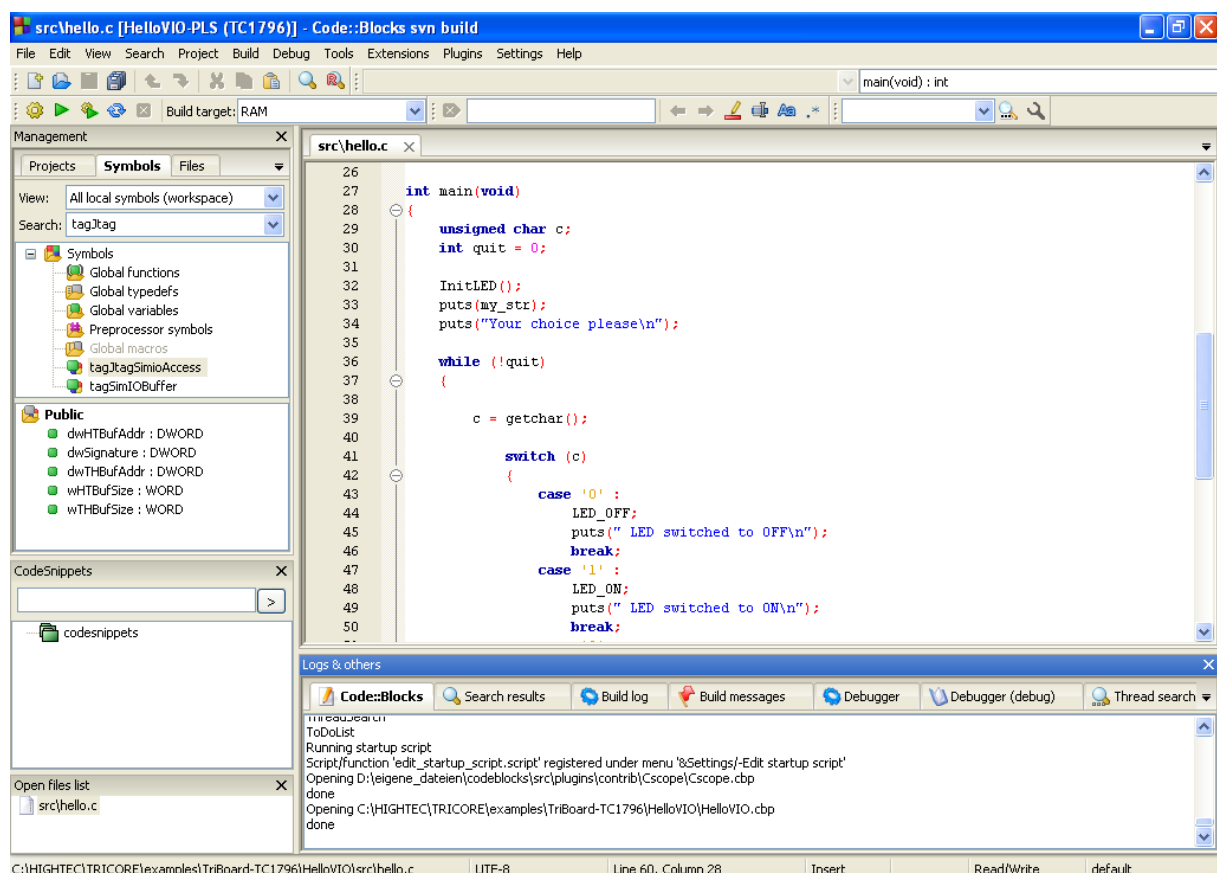 src\hello.c [HelloVIO-PLS (TC1796)] - Code::Blocks svn build
File Edit View Search Project Build Debug Tools Extensions Plugins Settings Help
main(void) : int
Build target: RAM
Management
Projects Symbols Files
View: All local symbols (workspace)
Search: tagJtag
Symbols
Global functions
Global typedefs
Global variables
Preprocessor symbols
Global macros
tagJtagSimioAccess
tagSimIOBuffer
Public
dwHTBufAddr : DWORD
dwSignature : DWORD
dwTHBufAddr : DWORD
wHTBufSize : WORD
wTHBufSize : WORD
CodeSnippets
>
codesnippets
Open files list
src\hello.c
src\hello.c
26
27 int main(void)
28 {
29 unsigned char c;
30 int quit = 0;
31
32 InitLED();
33 puts(my_str);
34 puts("Your choice please\n");
35
36 while (!quit)
37 {
38
39 c = getchar();
40
41 switch (c)
42 {
43 case '0' :
44 LED_OFF;
45 puts(" LED switched to OFF\n");
46 break;
47 case '1' :
48 LED_ON;
49 puts(" LED switched to ON\n");
50 break;
Logs & others
Code::Blocks Search results Build log Build messages Debugger Debugger (debug) Thread search
ThreadSearch
ToDoList
Running startup script
Script/function 'edit_startup_script.script' registered under menu '&Settings/-Edit startup script'
Opening D:\eigene_dateien\codeblocks\src\plugins\contrib\Cscope\Cscope.cbp
done
Opening C:\HIGHTEC\TRICORE\examples\TriBoard-TC1796\HelloVIO\HelloVIO.cbp
done
C:\HIGHTEC\TRICORE\examples\TriBoard-TC1796\HelloVIO\src\hello.c UTF-8 Line 60, Column 28 Insert Read/Write default